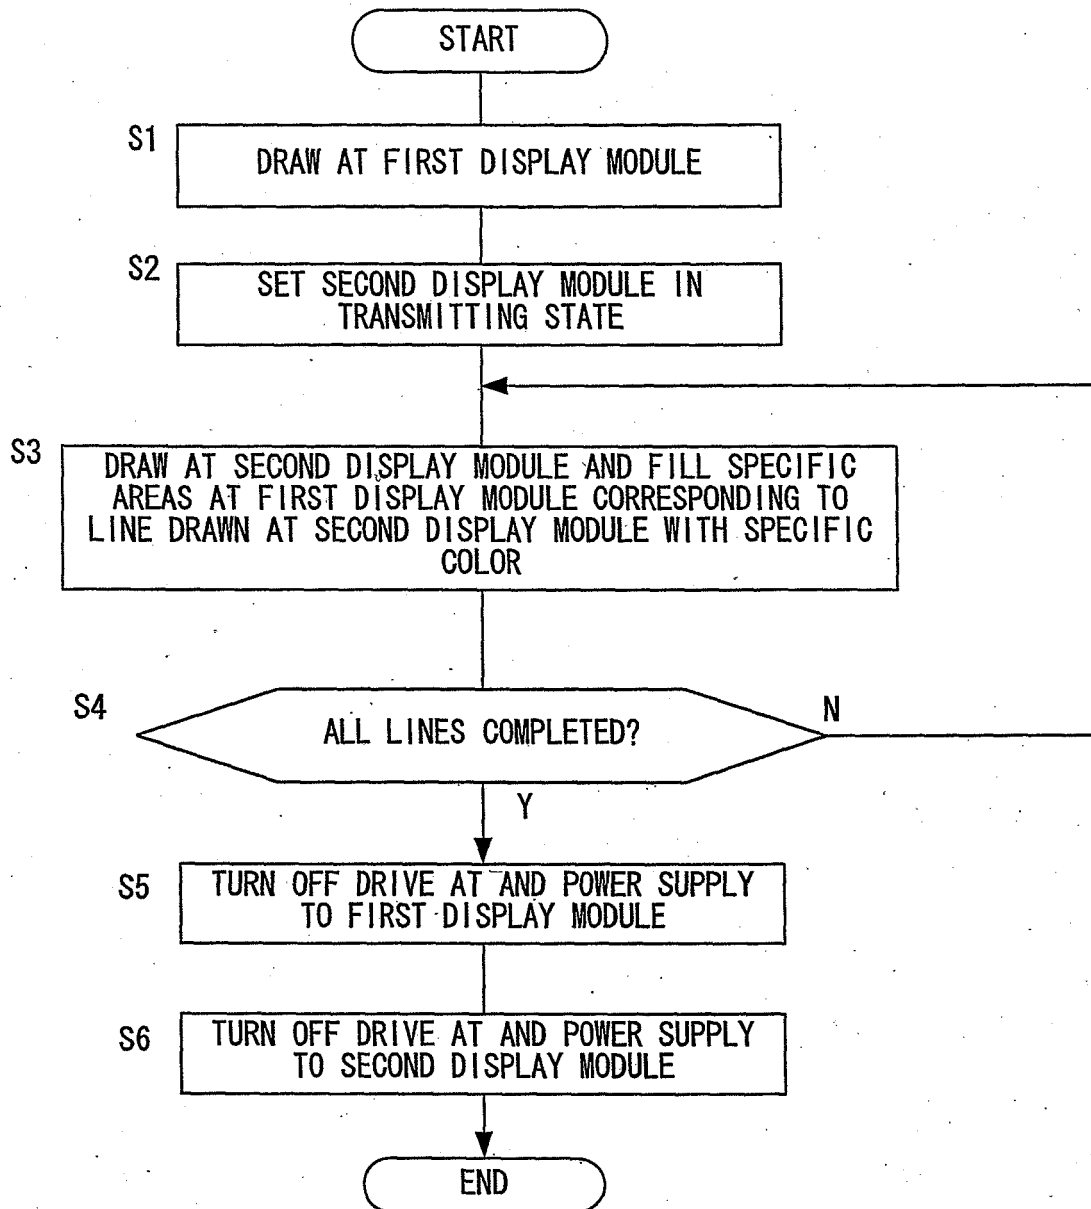 START
S1
DRAW AT FIRST DISPLAY MODULE
S2
SET SECOND DISPLAY MODULE IN
TRANSMITTING STATE
S3
DRAW AT SECOND DISPLAY MODULE AND FILL SPECIFIC
AREAS AT FIRST DISPLAY MODULE CORRESPONDING TO
LINE DRAWN AT SECOND DISPLAY MODULE WITH SPECIFIC
COLOR
S4
ALL LINES COMPLETED?
N
Y
S5
TURN OFF DRIVE AT AND POWER SUPPLY
TO FIRST DISPLAY MODULE
S6
TURN OFF DRIVE AT AND POWER SUPPLY
TO SECOND DISPLAY MODULE
END